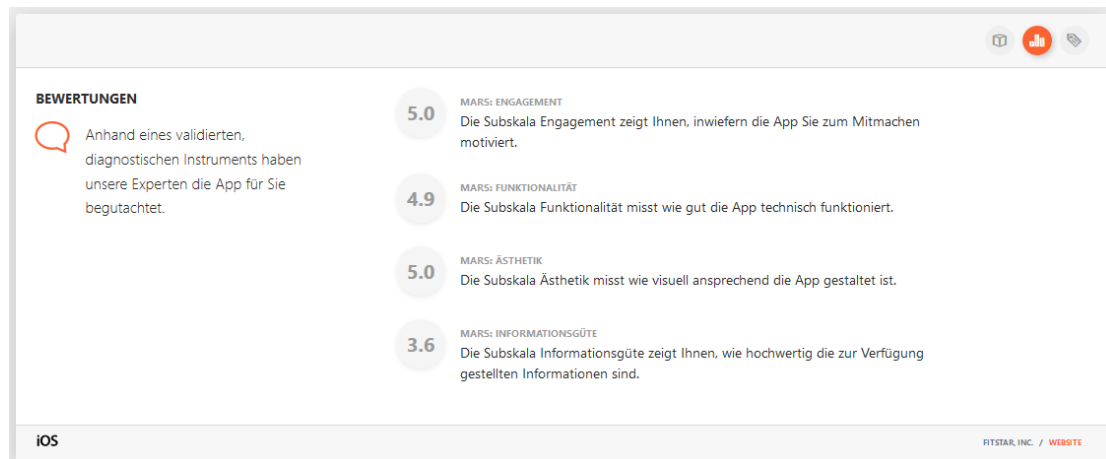 BEWERTUNGEN
Anhand eines validierten,
diagnostischen Instruments haben
unsere Experten die App für Sie
begutachtet.
5.0
MARS: ENGAGEMENT
Die Subskala Engagement zeigt Ihnen, inwiefern die App Sie zum Mitmachen
motiviert.
4.9
MARS: FUNKTIONALITÄT
Die Subskala Funktionalität misst wie gut die App technisch funktioniert.
5.0
MARS: ÄSTHETIK
Die Subskala Ästhetik misst wie visuell ansprechend die App gestaltet ist.
3.6
MARS: INFORMATIONSGÜTE
Die Subskala Informationsgüte zeigt Ihnen, wie hochwertig die zur Verfügung
gestellten Informationen sind.
iOS
FITSTAR, INC. / WEBSITE